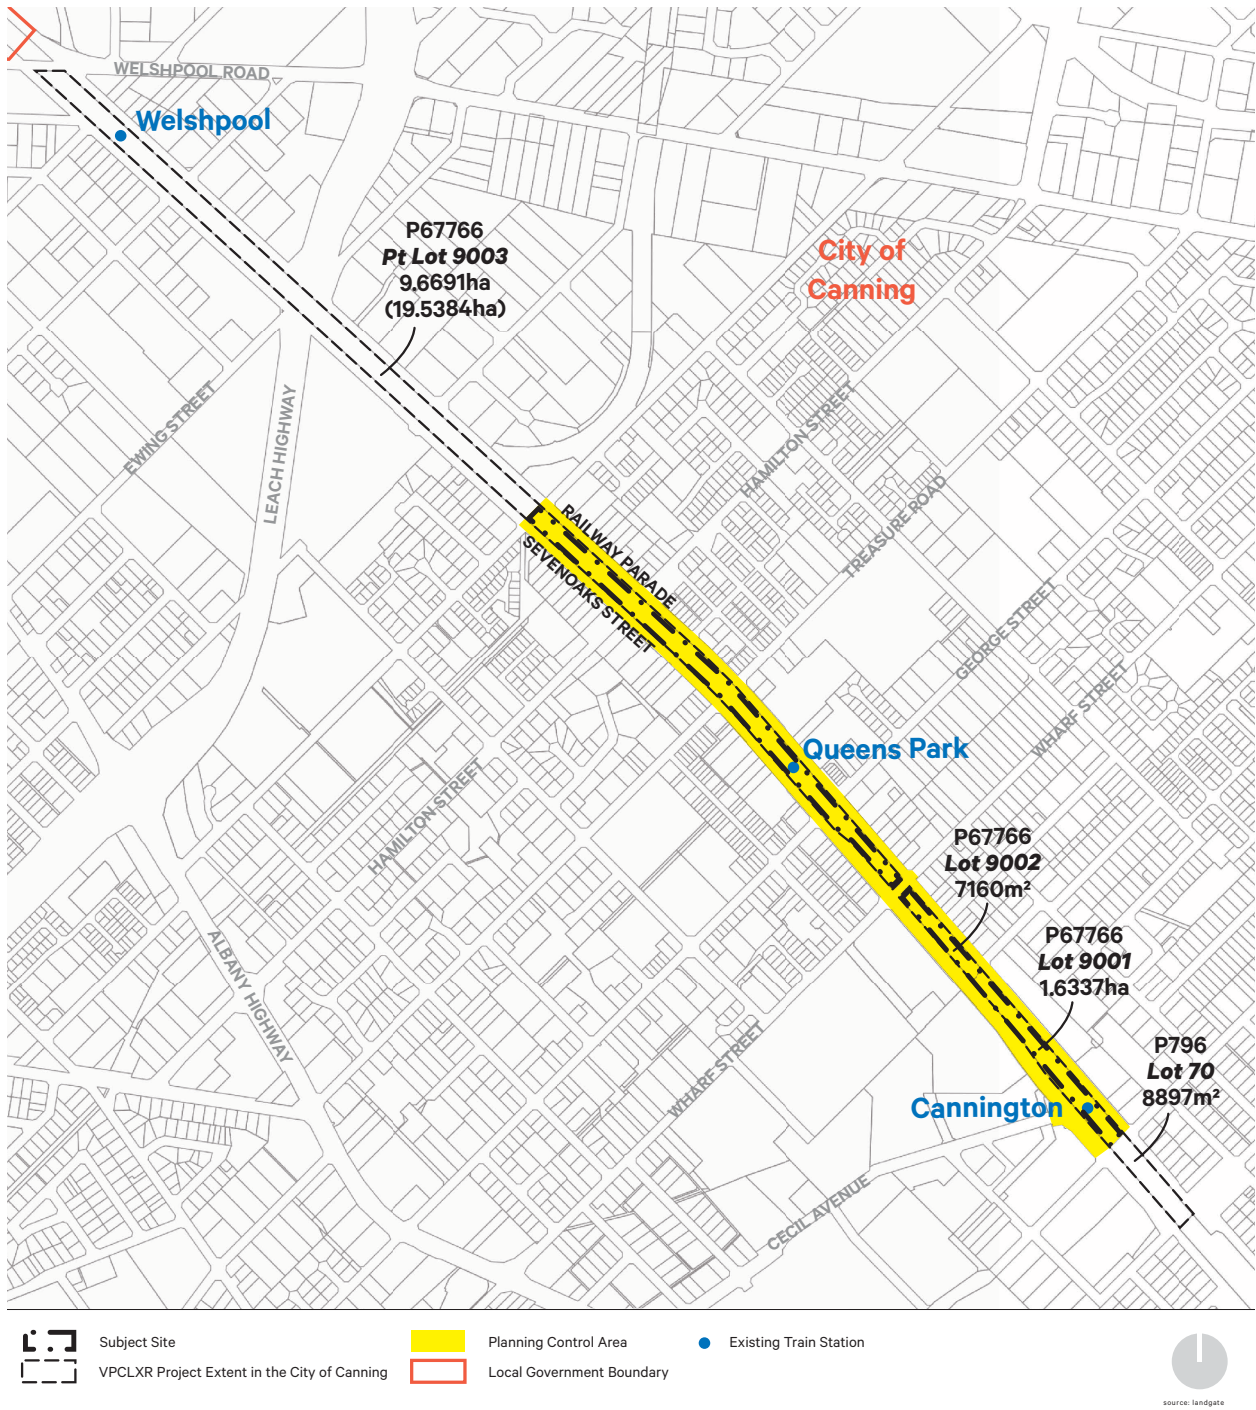 WELSHPOOL ROAD
Welshpool
P67766
Pt Lot 9003
9.6691ha
(19.5384ha)
City of
Canning
EWING STREET
LEACH HIGHWAY
HAMILTON STREET
TREASURE ROAD
RAILWAY PARADE
SEVENOAKS STREET
GEORGE STREET
WHARF STREET
Queens Park
HAMILTON STREET
P67766
Lot 9002
7160m²
P67766
Lot 9001
1.6337ha
ALBANY HIGHWAY
WHARF STREET
P796
Lot 70
8897m²
Cannington
CECIL AVENUE
Subject Site
Planning Control Area
Existing Train Station
VPCLXR Project Extent in the City of Canning
Local Government Boundary
source: landgate